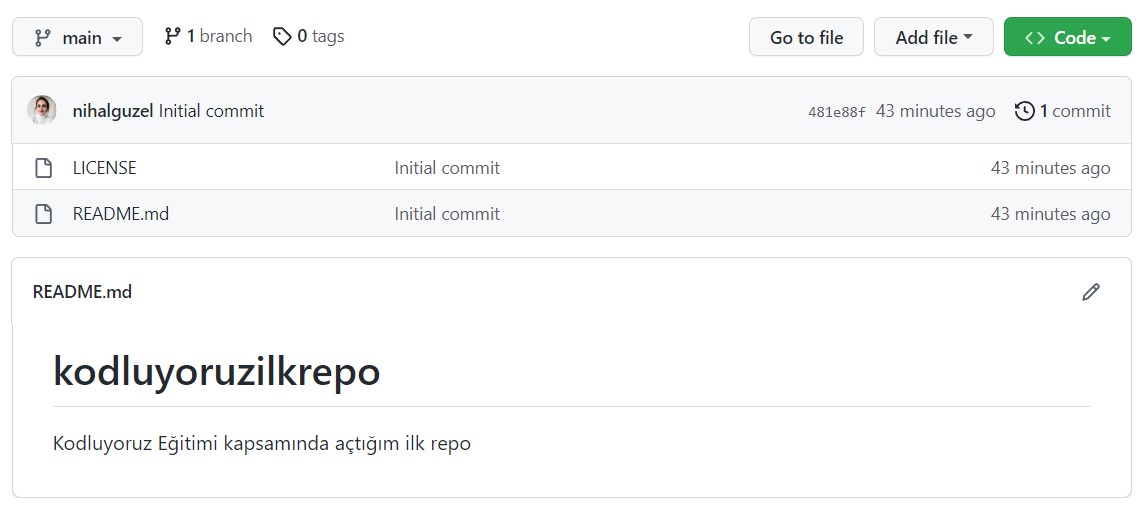 main 1 branch 0 tags Go to file Add file Code
nihalguzel Initial commit 481e88f 43 minutes ago 1 commit
LICENSE Initial commit 43 minutes ago
README.md Initial commit 43 minutes ago
README.md
kodluyoruzilkrepo
Kodluyoruz Eğitimi kapsamında açtığım ilk repo